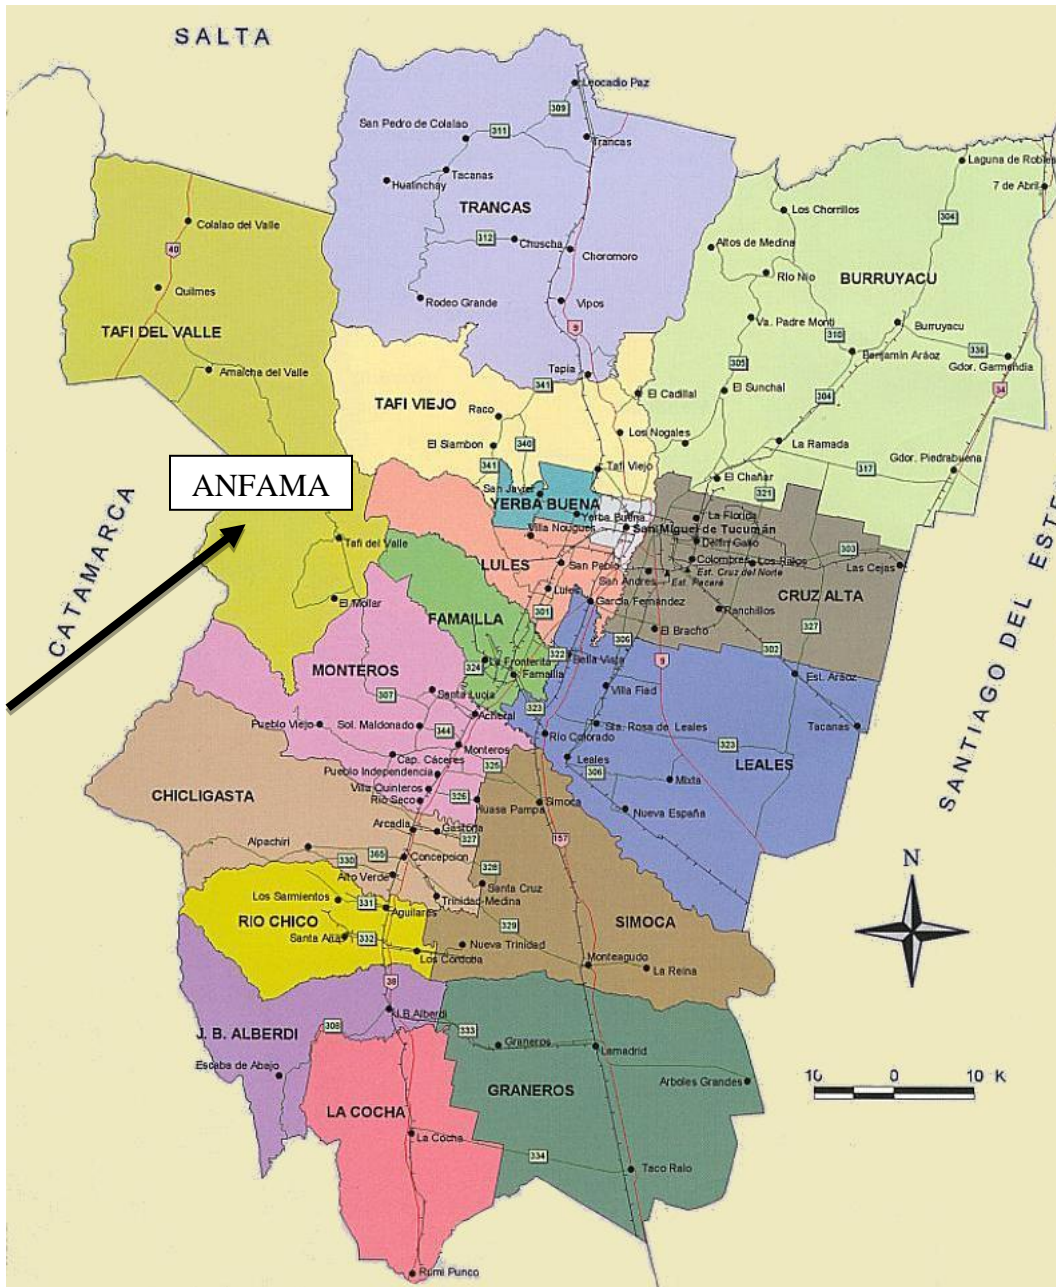 SALTA
Leocadio Paz
309
San Pedro de Colalao
311
Trancas
Laguna de Robles
Tacanas
Hualinchay
7 de Abril
TRANCAS
Los Chorrillos
304
Colalao del Valle
312
Chuscha
Choromoro
Altos de Medina
40
RIo Nio
BURRUYACU
Quilmes
Rodeo Grande
Vipos
TAFI DEL VALLE
9
Va. Padre Monti
310
Burruyacu
336
Benjamin Aráoz
Gdor. Garmendia
Amaicha del Valle
Tapia
305
341
El Cadillal
El Sunchal
304
34
TAFI VIEJO
Raco
El Siambon
340
Los Nogales
La Ramada
341
Tafi Viejo
317
Gdor. Piedrabuena
ANFAMA
El Chañar
321
San Javier
YERBA BUENA
Yerba Buena
La Florida
CATAMARCA
Villa Nougues
San Miguel de Tucumán
Delfin Gallo
303
Tafi del Valle
LULES
San Pablo
Colombres
Los Ralos
Las Cejas
Est. Cruz del Norte
San Andres
Est. Pacará
El Mollar
Lules
CRUZ ALTA
FAMAILLA
301
Garcia Fernandez
Ranchillos
327
306
El Bracho
302
MONTEROS
324
La Fronterita
322
Bella Vista
9
Famailla
Est. Aráoz
307
Santa Lucia
Villa Fiad
323
Acheral
Pueblo Viejo
Sol. Maldonado
344
Sta. Rosa de Leales
Tacanas
Rio Colorado
323
Monteros
Cap. Cáceres
325
Leales
LEALES
Pueblo Independencia
306
Mixta
SANTIAGO DEL ESTE
CHICLIGASTA
Villa Quinteros
326
Rio Seco
Huasa Pampa
Simoca
Nueva España
Arcadia
Gastona
327
157
Alpachiri
365
330
Concepcion
328
N
Alto Verde
Santa Cruz
Los Sarmientos
331
Trinidad-Medina
Aguilares
RIO CHICO
329
SIMOCA
Santa Ana
332
Nueva Trinidad
Los Cordoba
Monteagudo
La Reina
38
J.B.Alberdi
J. B. ALBERDI
308
333
Graneros
Lamadrid
Escaba de Abajo
10 0 10 K
Arboles Grandes
GRANEROS
LA COCHA
La Cocha
334
Taco Ralo
Rumi Punco